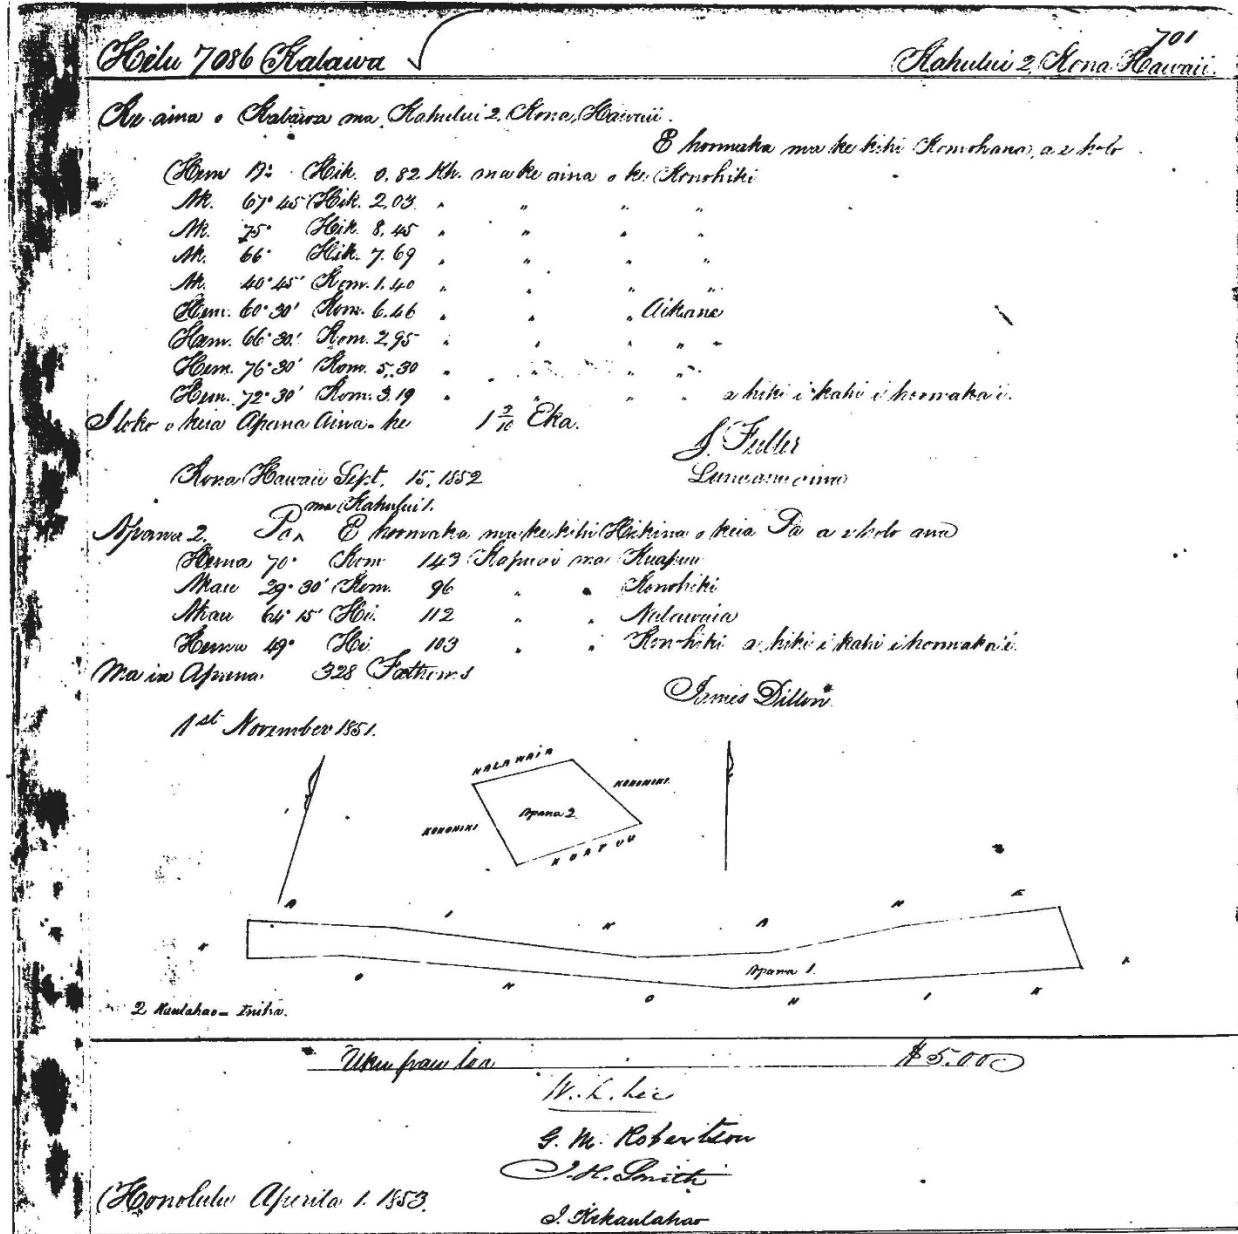 701
Helu 7086 Kalawa Kahului 2, Kona Hawaii.
Ka aina o Kalawa ma Kahului 2, Kona, Hawaii.
E hoomaka ma ke kihi Komohana, a e holo
Hem Hik. 0.82 Kh. ma ke aina o ke Konohiki
Ak. 67° 45' Hik. 2.03 " " " "
Ak. 75° Hik. 8.45 " " " "
Ak. 66° Hik. 7.69 " " " "
Ak. 40° 45' Kom. 1.40 " " " "
Hem. 60° 30' Kom. 6.46 " " " Aikane
Hem. 66° 30' Kom. 2.95 " " " "
Hem. 76° 30' Kom. 5.30 " " " "
Hem. 72° 30' Kom. 3.19 " " " " a hiki i kahi i hoomaka i.
Iloko o keia Apana Aina he 1 3/10 Eka.
J. Fuller
Kona Hawaii Sept. 15, 1852
ma Kahului 1.
Apana 2. Pa E hoomaka ma ke kihi Hikina o keia Pa a e holo ana
Hema 70° Kom 143 Kapuai ma Kuapuu
Akau 29° 30' Kom. 96 " " Konohiki
Akau 64° 15' Hi. 112 " " Nalawaia
Hema 49° Hi. 103 " " Konohiki a hiki i kahi i hoomaka i.
Ma ia Apana 328 Fathoms
James Dillon
1st November 1851.
NALAWAIA
KONOHIKI
Apana 2
KONOHIKI
KUAPUU
A I K A N E
Apana 1.
K O N O H I K I
2 Kaulahao = Iniha.
Uku pau loa $5.00
W. L. Lee
G. M. Robertson
J. H. Smith
Honolulu Aperila 1. 1853.
J. Kekaulahao